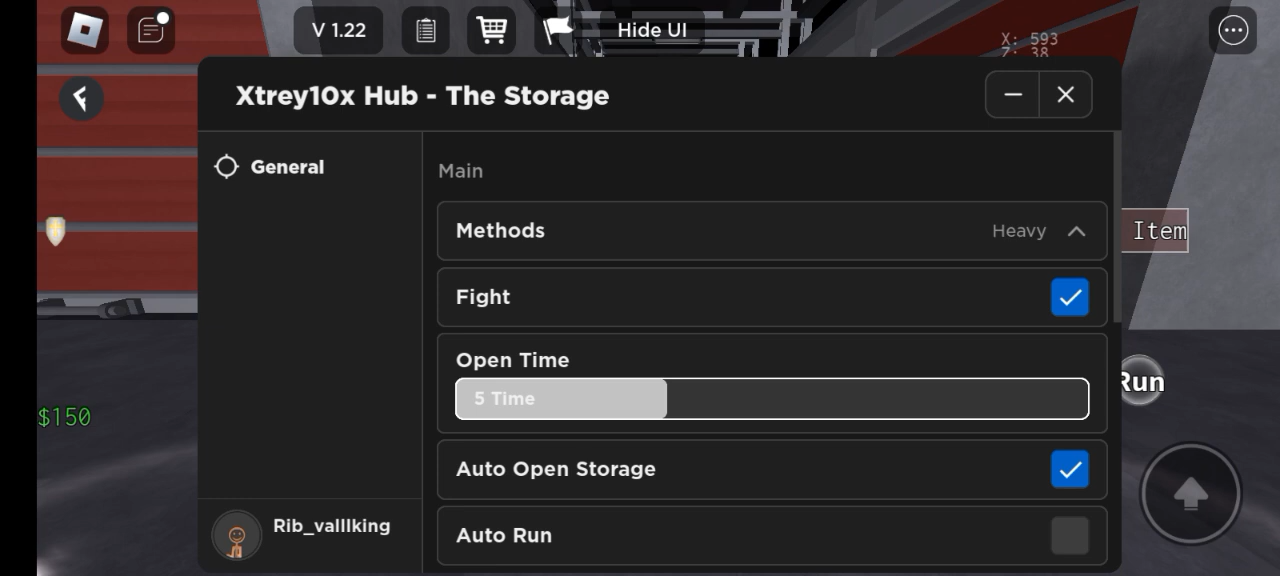 V 1.22
Hide UI
X: 593
Z: 38
Xtrey10x Hub - The Storage
General
Main
Methods
Heavy
Item
Fight
Open Time
5 Time
Run
$150
Auto Open Storage
Rib_valllking
Auto Run